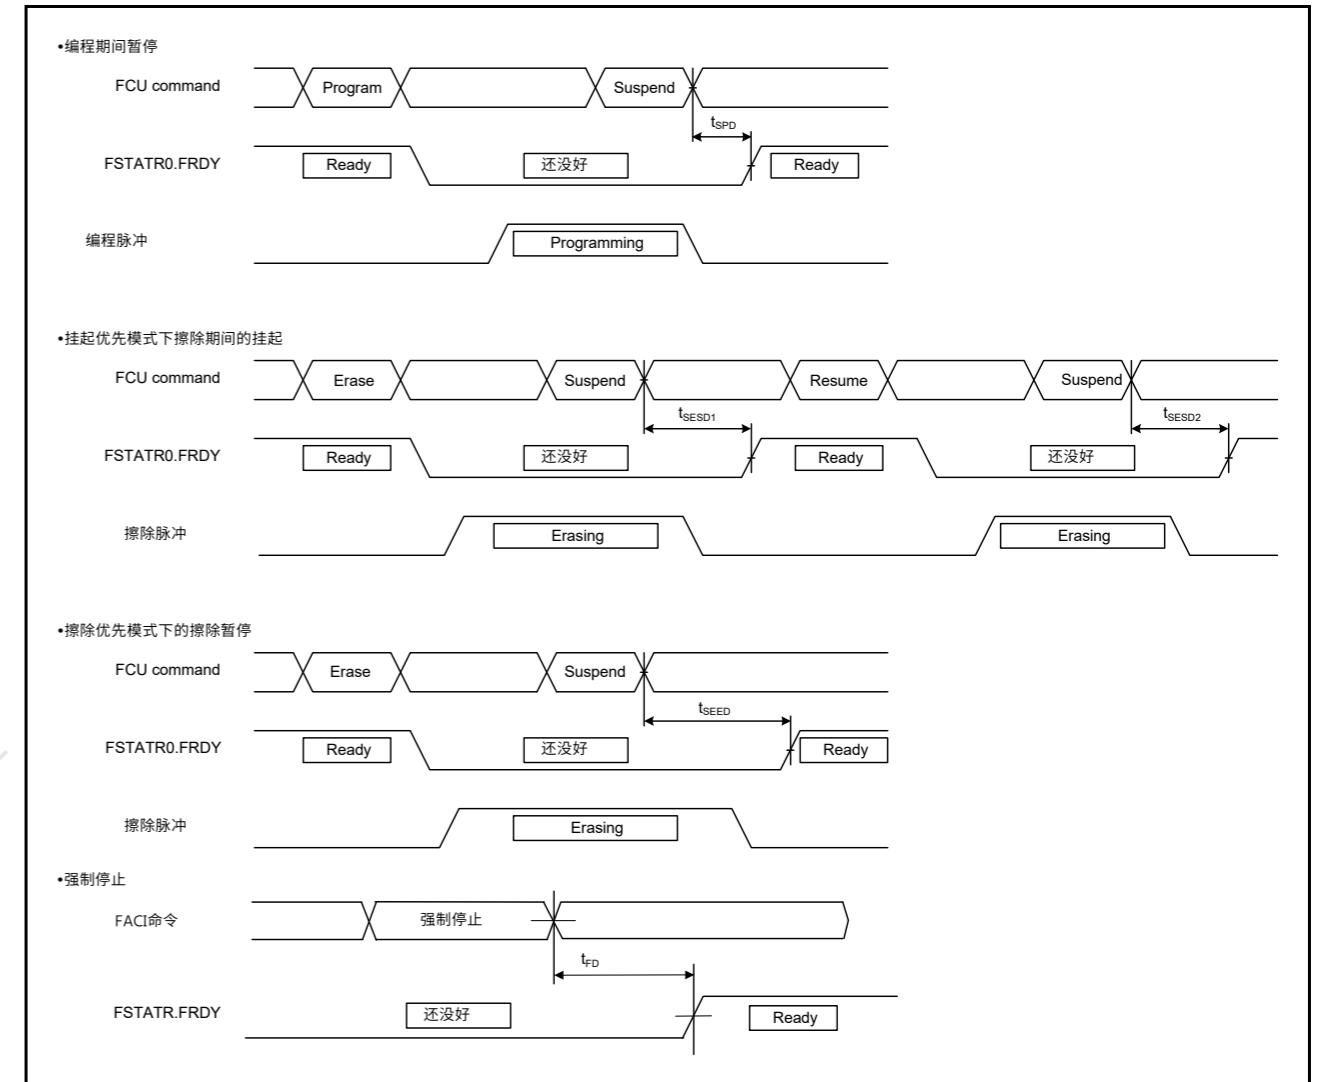 •编程期间暂停
FCU command Program Suspend
tSPD
FSTATR0.FRDY Ready 还没好 Ready
编程脉冲 Programming
•挂起优先模式下擦除期间的挂起
FCU command Erase Suspend Resume Suspend
tSESD1 tSESD2
FSTATR0.FRDY Ready 还没好 Ready 还没好
擦除脉冲 Erasing Erasing
•擦除优先模式下的擦除暂停
FCU command Erase Suspend
tSEED
FSTATR0.FRDY Ready 还没好 Ready
擦除脉冲 Erasing
•强制停止
FACI命令 强制停止
tFD
FSTATR.FRDY 还没好 Ready